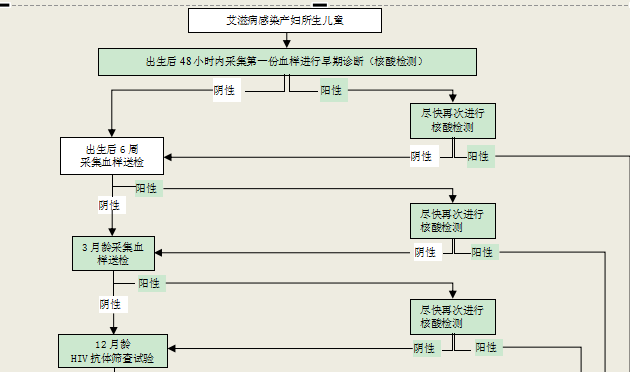 艾滋病感染产妇所生儿童
出生后48小时内采集第一份血样进行早期诊断（核酸检测）
阴性
阳性
尽快再次进行
核酸检测
出生后6周
采集血样送检
阴性
阳性
阳性
阴性
尽快再次进行
核酸检测
3月龄采集血
样送检
阴性
阳性
阳性
阴性
尽快再次进行
核酸检测
12月龄
HIV抗体筛查试验
阴性
阳性